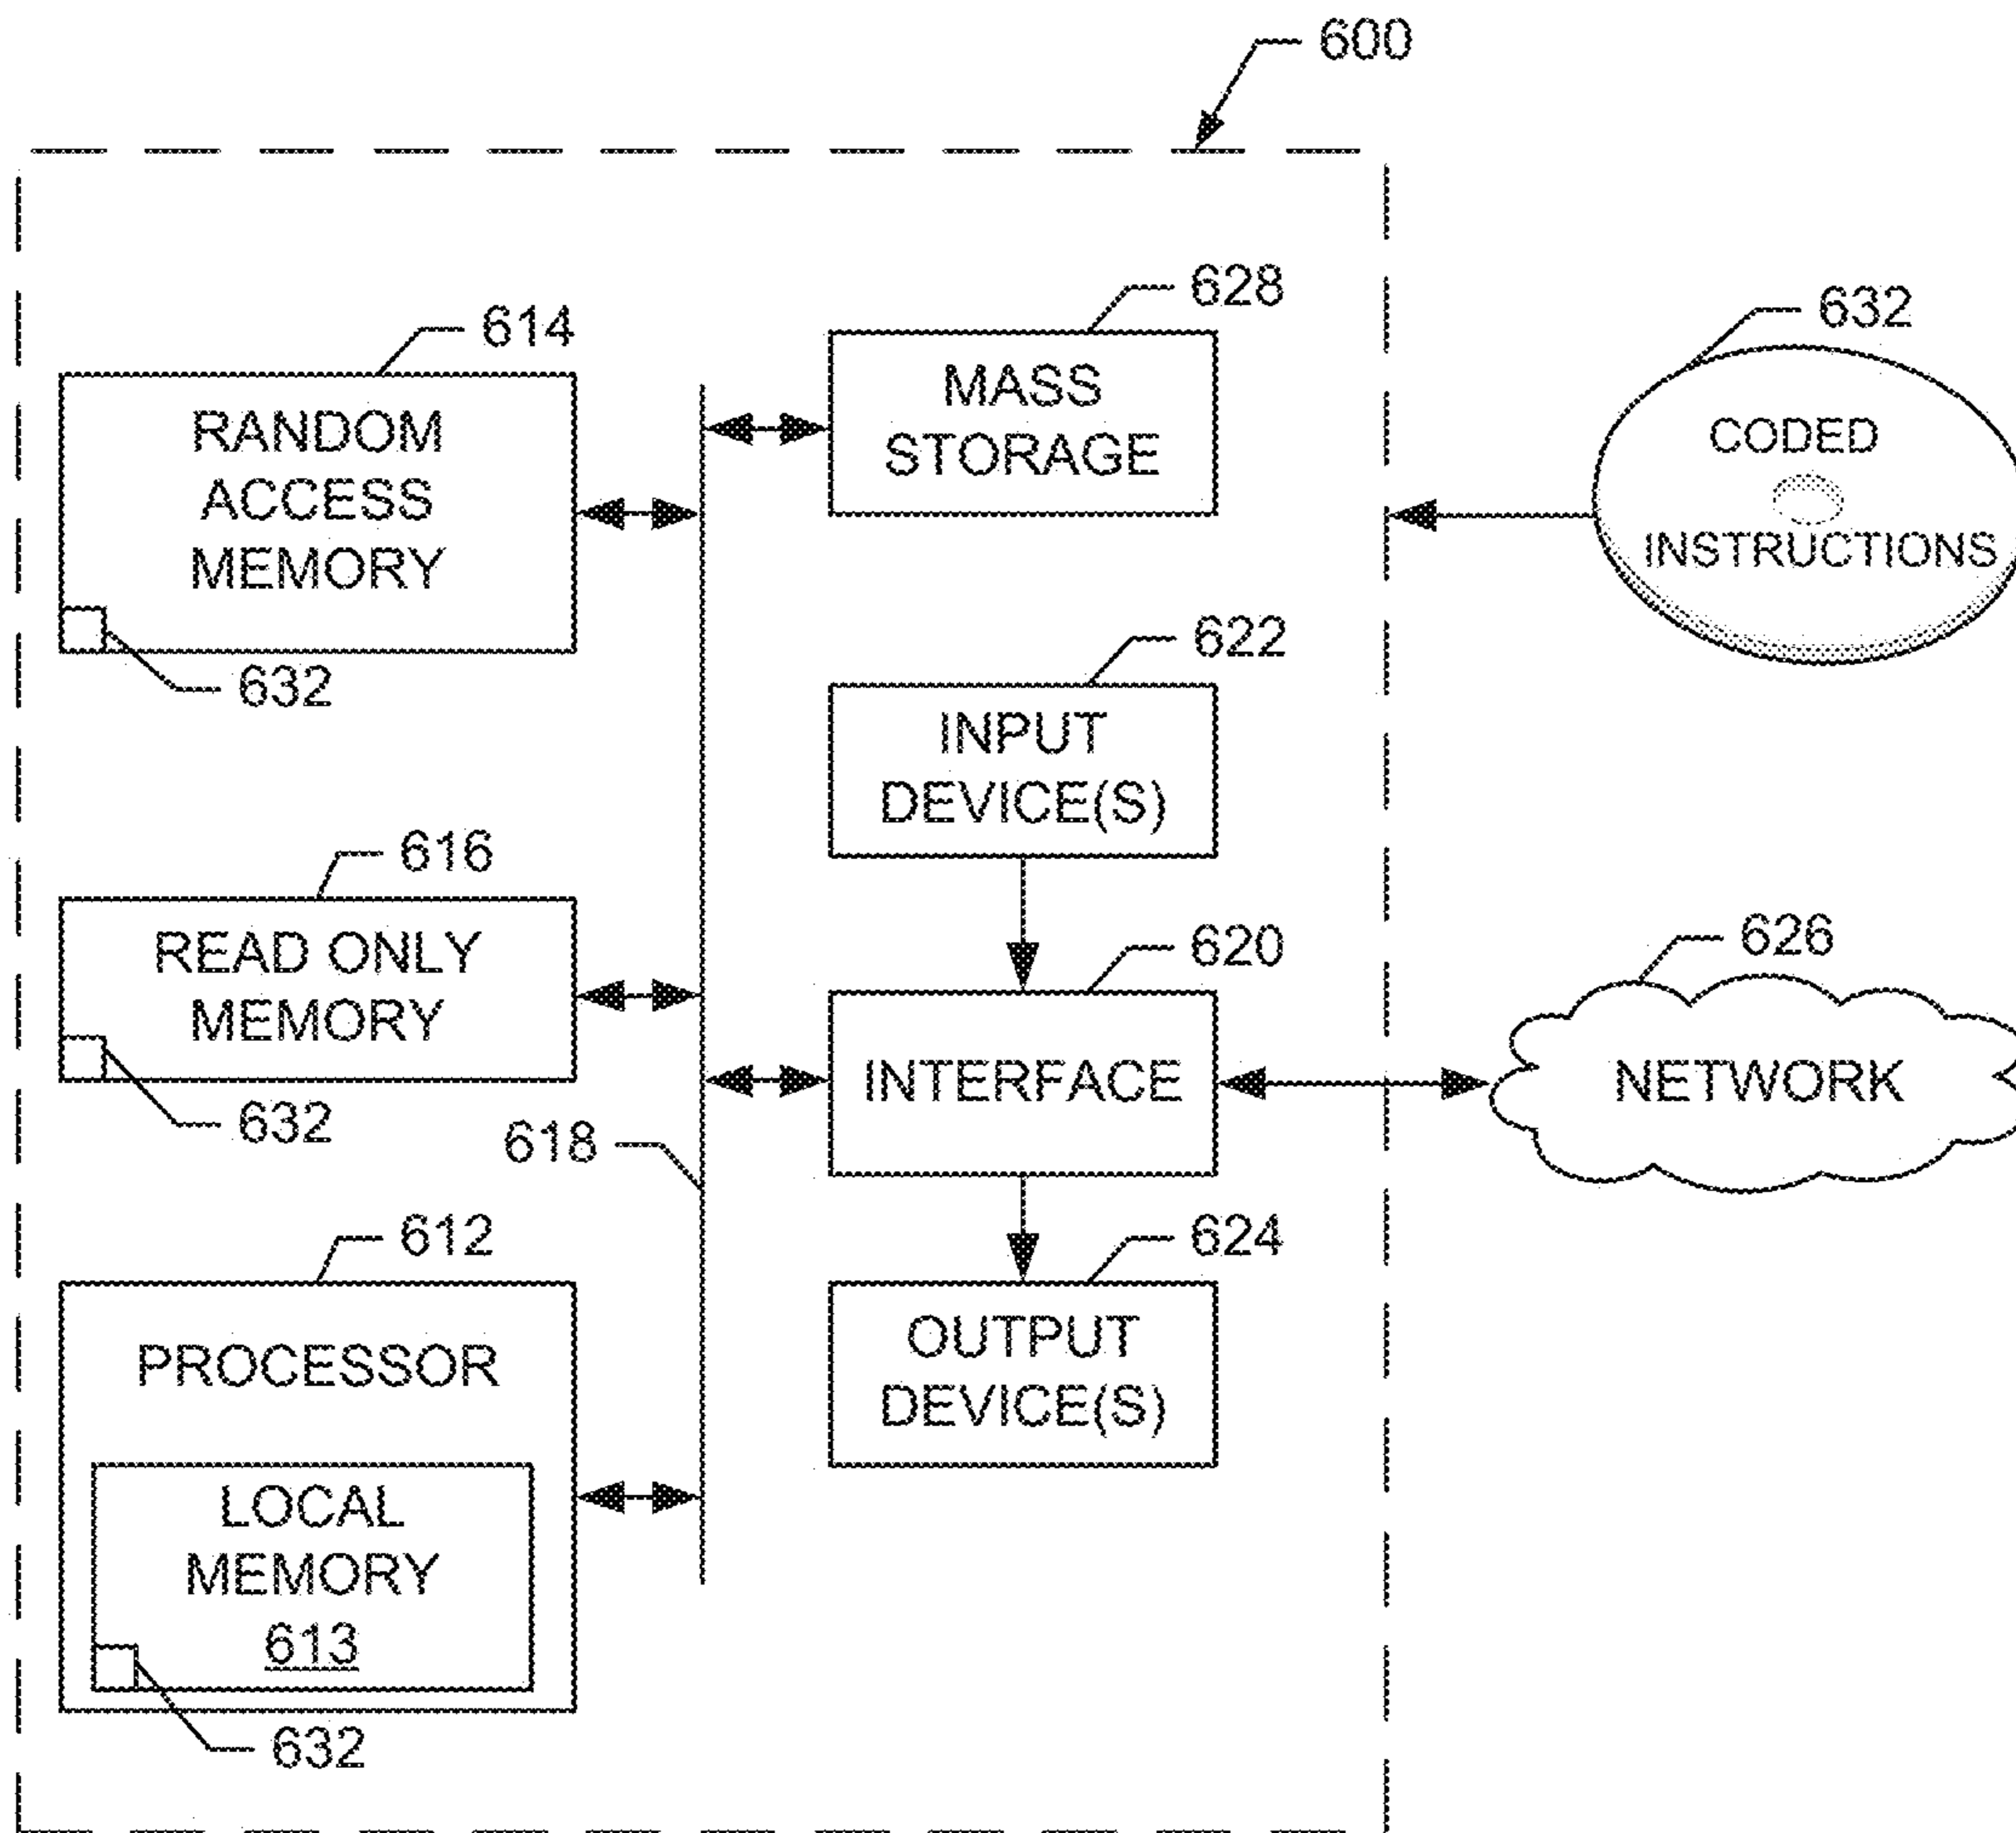 600
614
RANDOM
ACCESS
MEMORY
632
628
MASS
STORAGE
632
CODED
INSTRUCTIONS
622
INPUT
DEVICE(S)
616
READ ONLY
MEMORY
632
618
620
INTERFACE
626
NETWORK
612
PROCESSOR
LOCAL
MEMORY
613
632
624
OUTPUT
DEVICE(S)